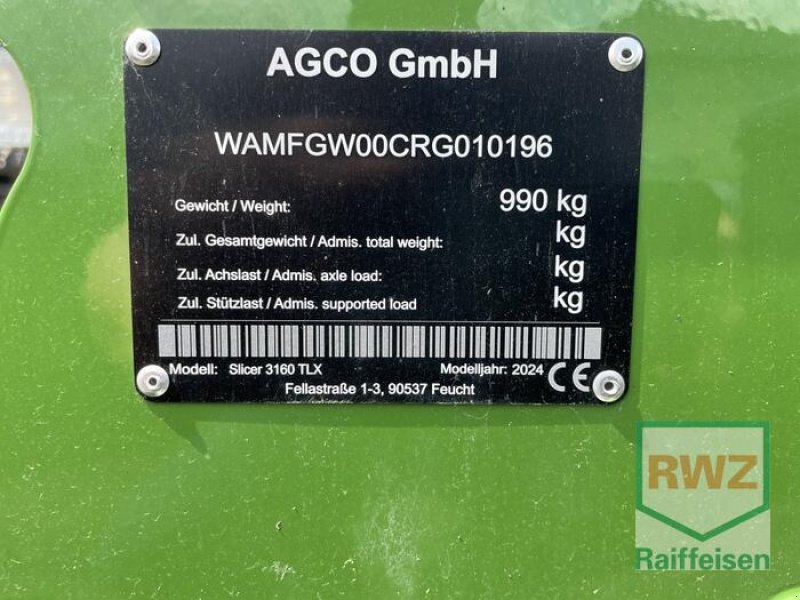 AGCO GmbH
WAMFGW00CRG010196
Gewicht / Weight: 990 kg
Zul. Gesamtgewicht / Admis. total weight: kg
Zul. Achslast / Admis. axle load: kg
Zul. Stützlast / Admis. supported load kg
Modell: Slicer 3160 TLX Modelljahr: 2024
CE
Fellastraße 1-3, 90537 Feucht
RWZ
Raiffeisen